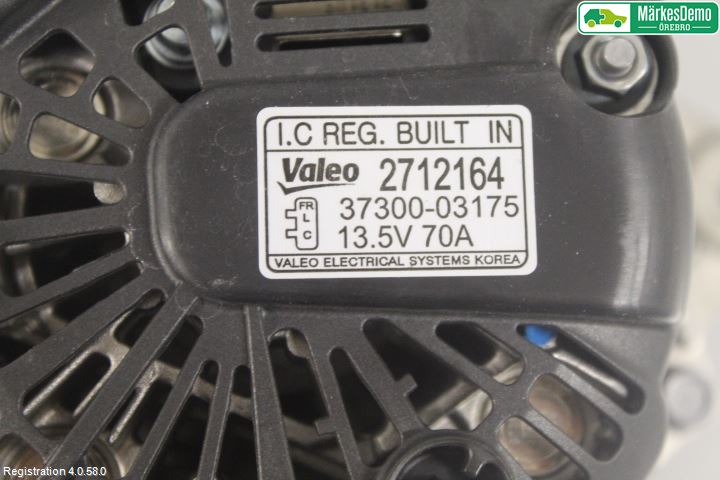 MärkesDemo
ÖREBRO
I.C REG. BUILT IN
Valeo 2712164
FR
L
C
37300-03175
13.5V 70A
VALEO ELECTRICAL SYSTEMS KOREA
Registration 4.0.58.0